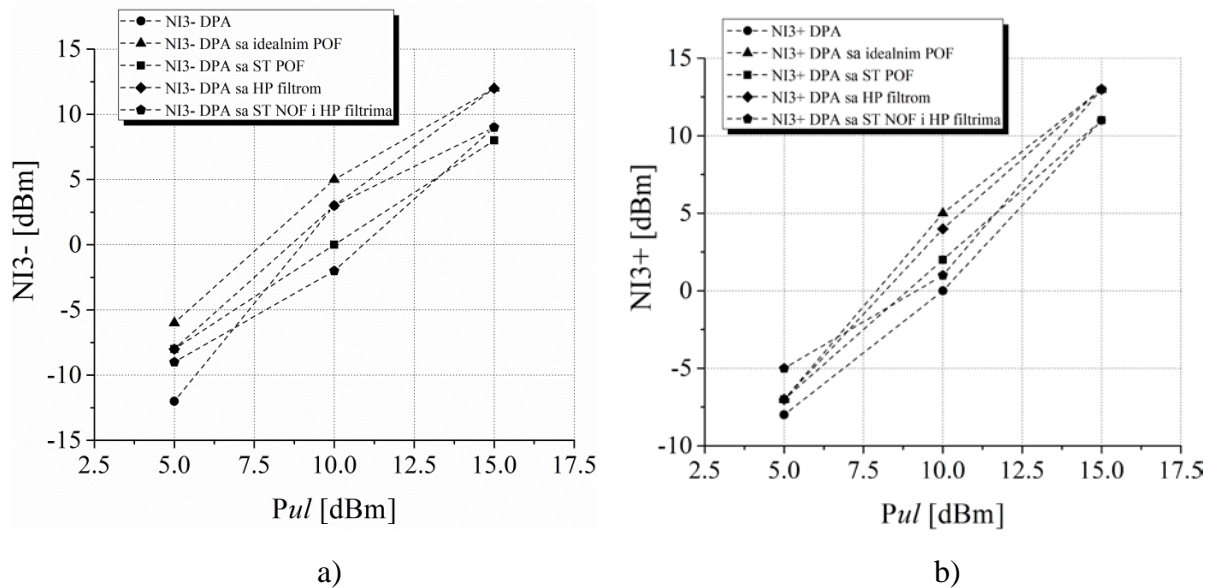 NI3- DPA
NI3- DPA sa idealnim POF
NI3- DPA sa ST POF
NI3- DPA sa HP filtrom
NI3- DPA sa ST NOF i HP filtrima
15
10
5
0
-5
-10
-15
NI3- [dBm]
2.5 5.0 7.5 10.0 12.5 15.0 17.5
Pul [dBm]
a)
NI3+ DPA
NI3+ DPA sa idealnim POF
NI3+ DPA sa ST POF
NI3+ DPA sa HP filtrom
NI3+ DPA sa ST NOF i HP filtrima
15
10
5
0
-5
-10
NI3+ [dBm]
2.5 5.0 7.5 10.0 12.5 15.0 17.5
Pul [dBm]
b)